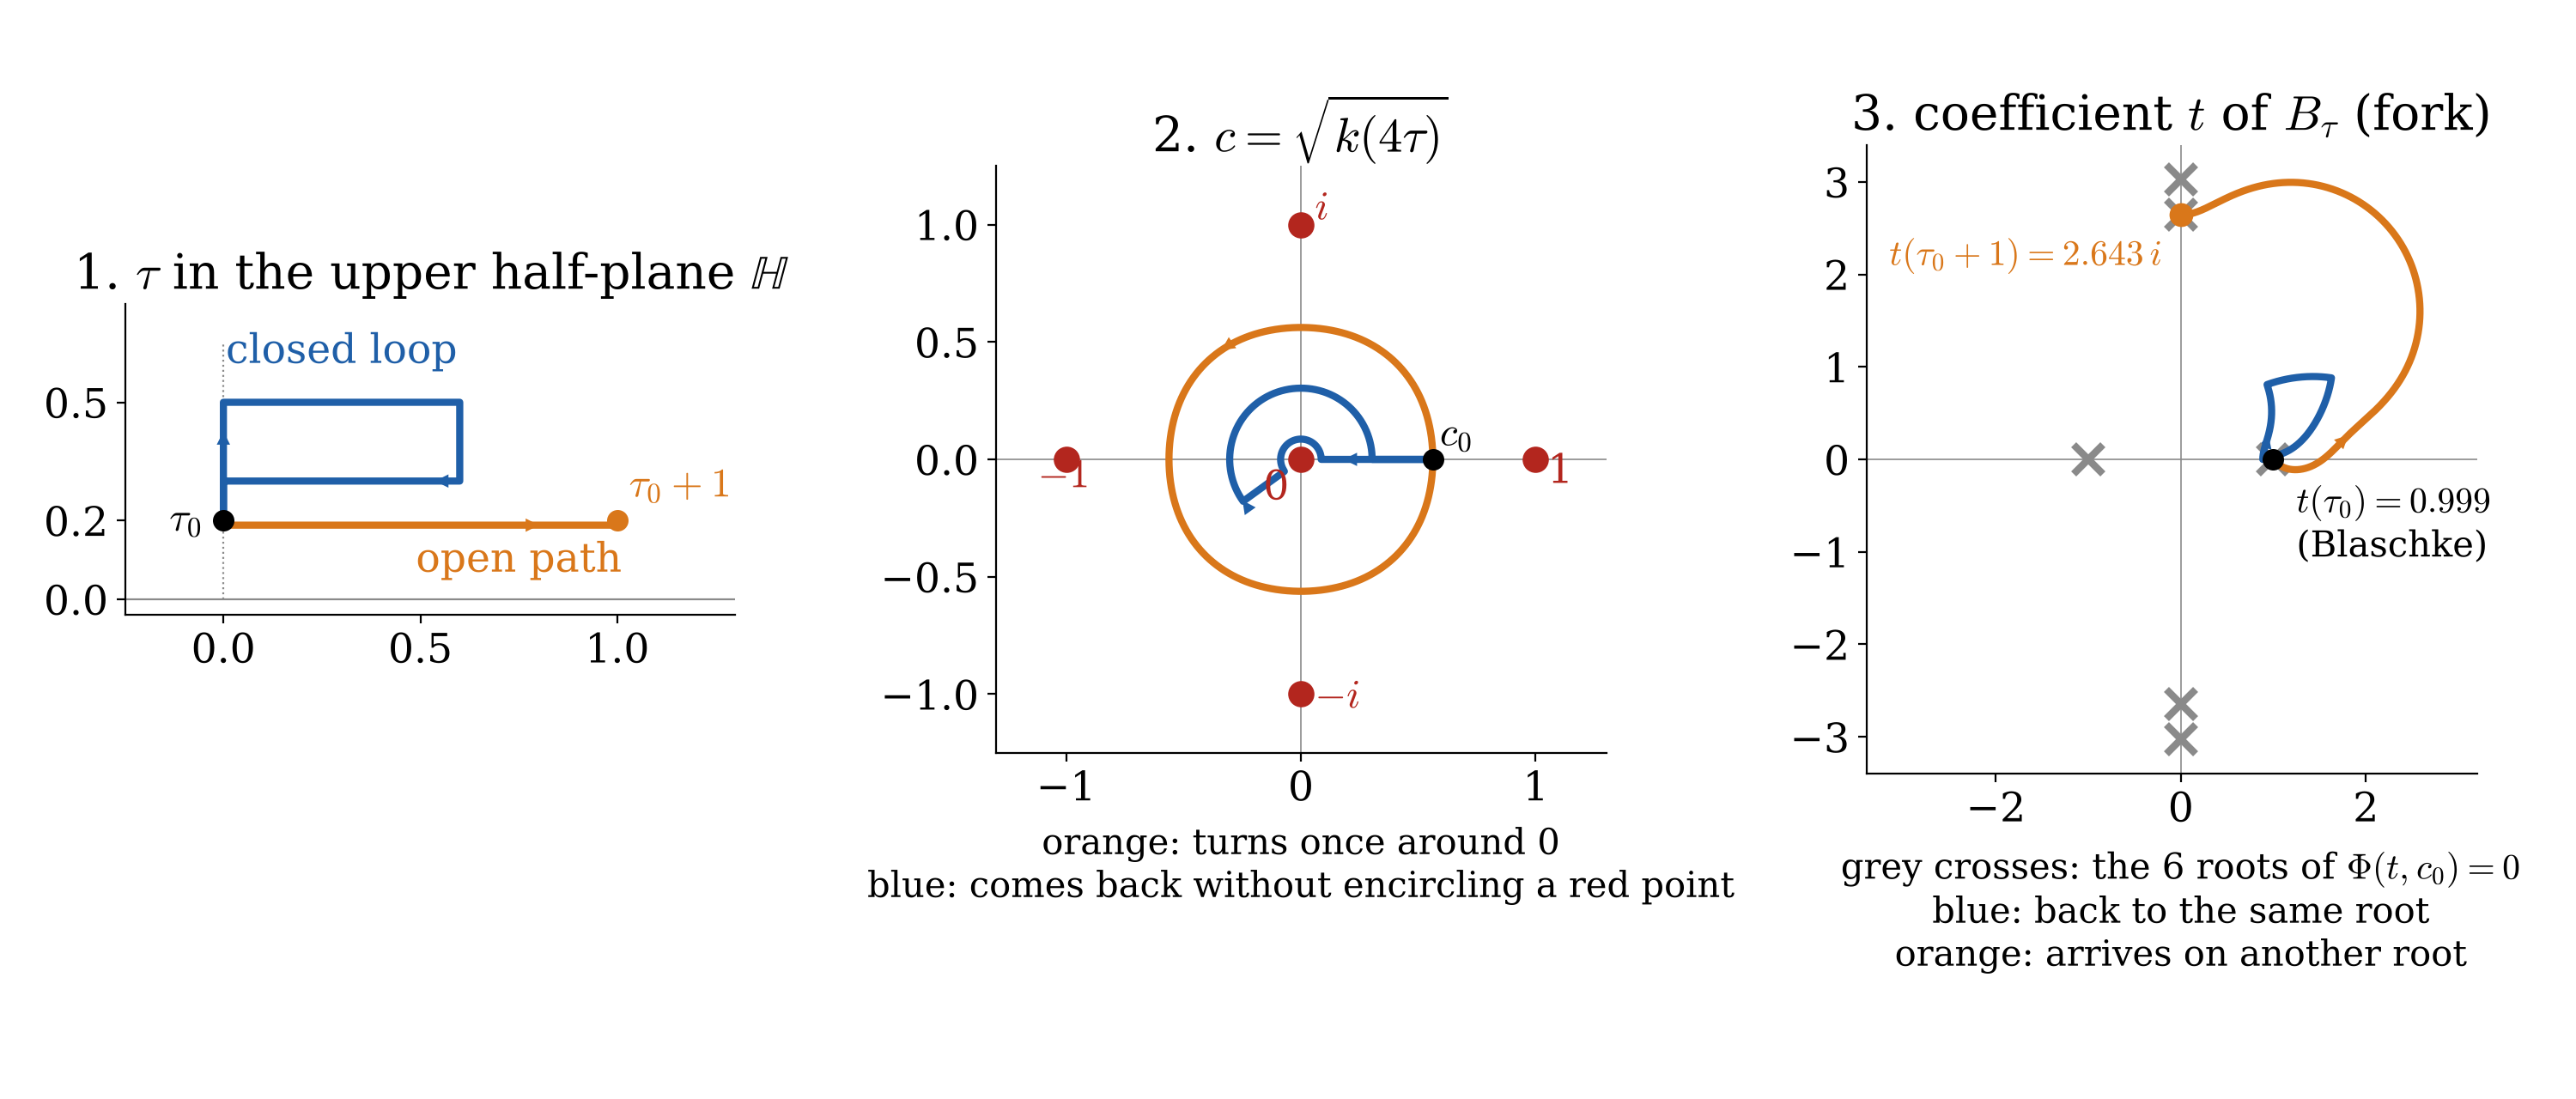 1. τ in the upper half-plane ℍ
closed loop
0.5
0.2
0.0
τ₀
τ₀ + 1
open path
0.0
0.5
1.0
2. c = √k(4τ)
1.0
0.5
0.0
−0.5
−1.0
i
−1
0
c₀
1
−i
−1
0
1
orange: turns once around 0
blue: comes back without encircling a red point
3. coefficient t of B_τ (fork)
3
2
1
0
−1
−2
−3
t(τ₀ + 1) = 2.643 i
t(τ₀) = 0.999
(Blaschke)
−2
0
2
grey crosses: the 6 roots of Φ(t, c₀) = 0
blue: back to the same root
orange: arrives on another root